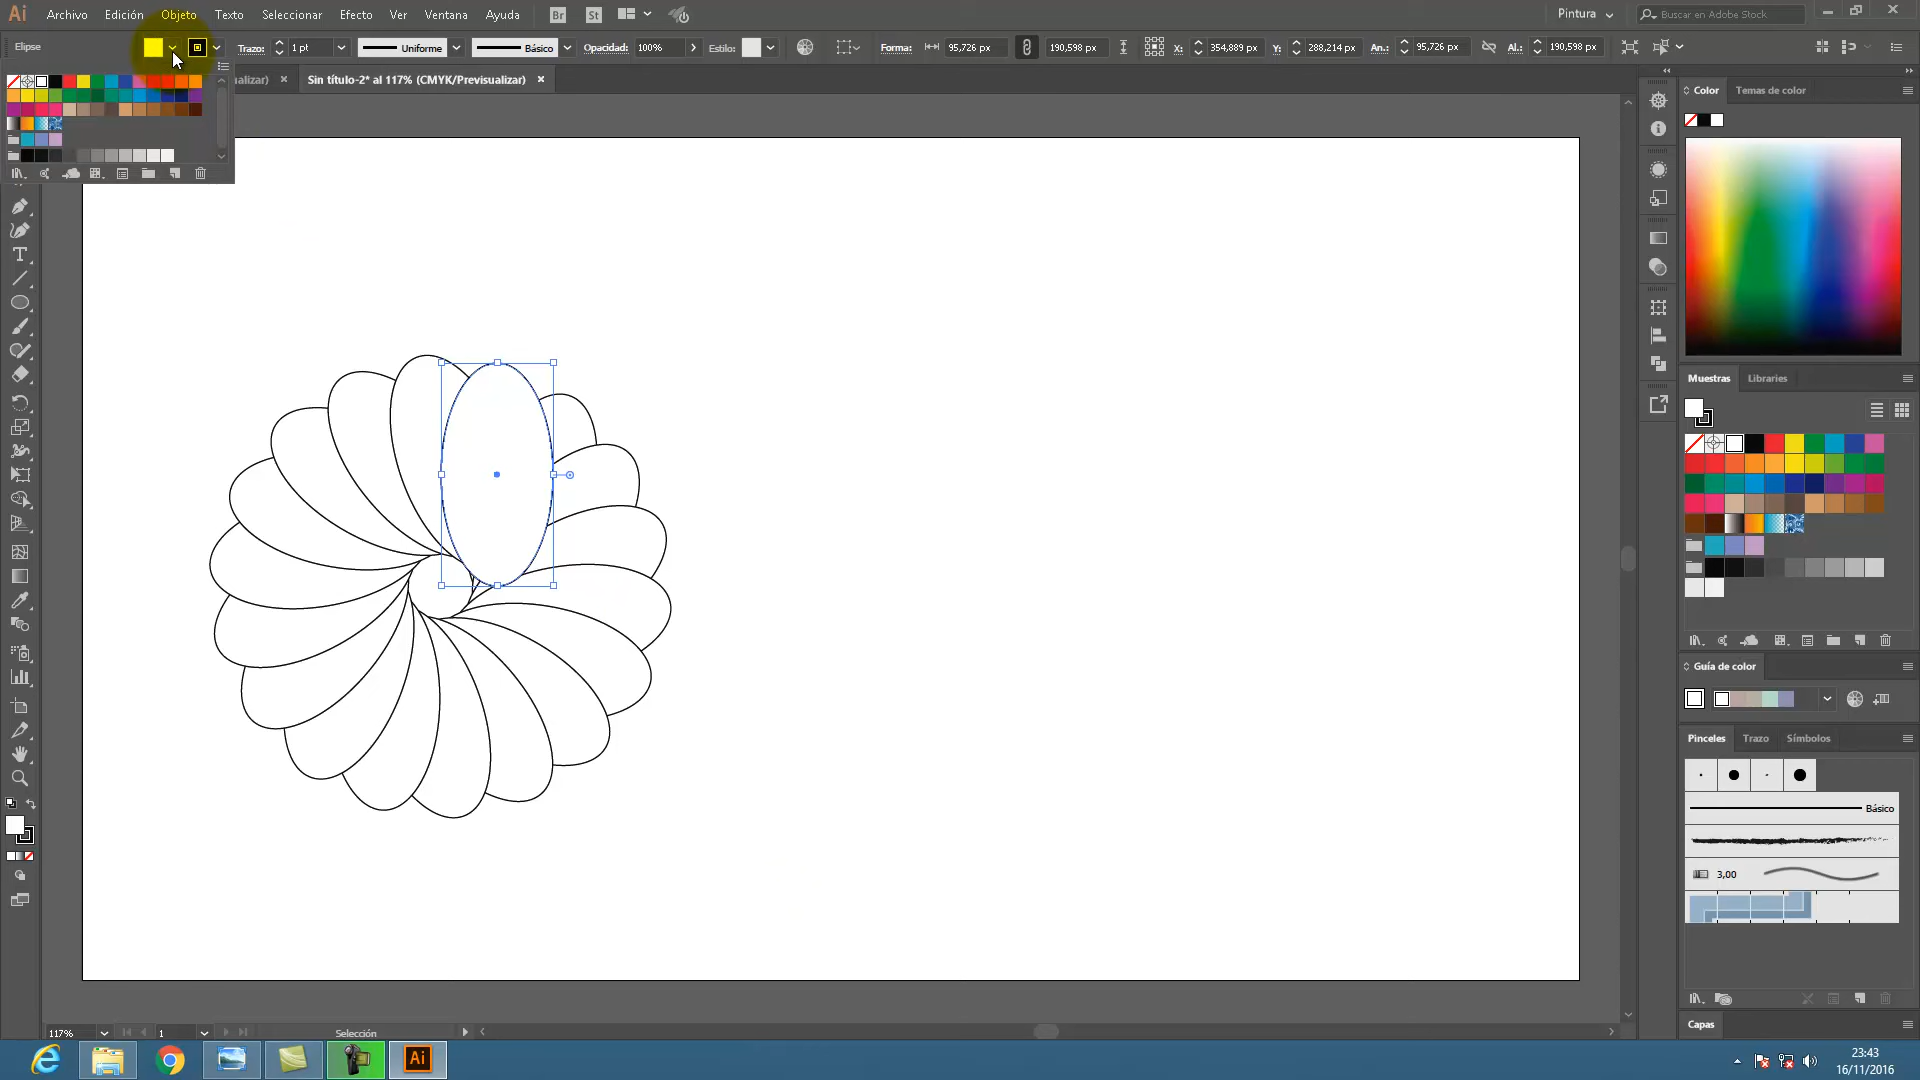 Ai Archivo Edición Objeto Texto Seleccionar Efecto Ver Ventana Ayuda Br St Pintura Buscar en Adobe Stock
Elipse Trazo: 1 pt Uniforme Básico Opacidad: 100% Estilo: Forma: 95,726 px 190,598 px X: 354,889 px Y: 288,214 px An.: 95,726 px Al.: 190,598 px
ualizar) × Sin título-2* al 117% (CMYK/Previsualizar) ×
Color Temas de color
Muestras Libraries
Guía de color
Pinceles Trazo Símbolos
Básico
3,00
Capas
117% 1 Selección
Ai
23:43
16/11/2016